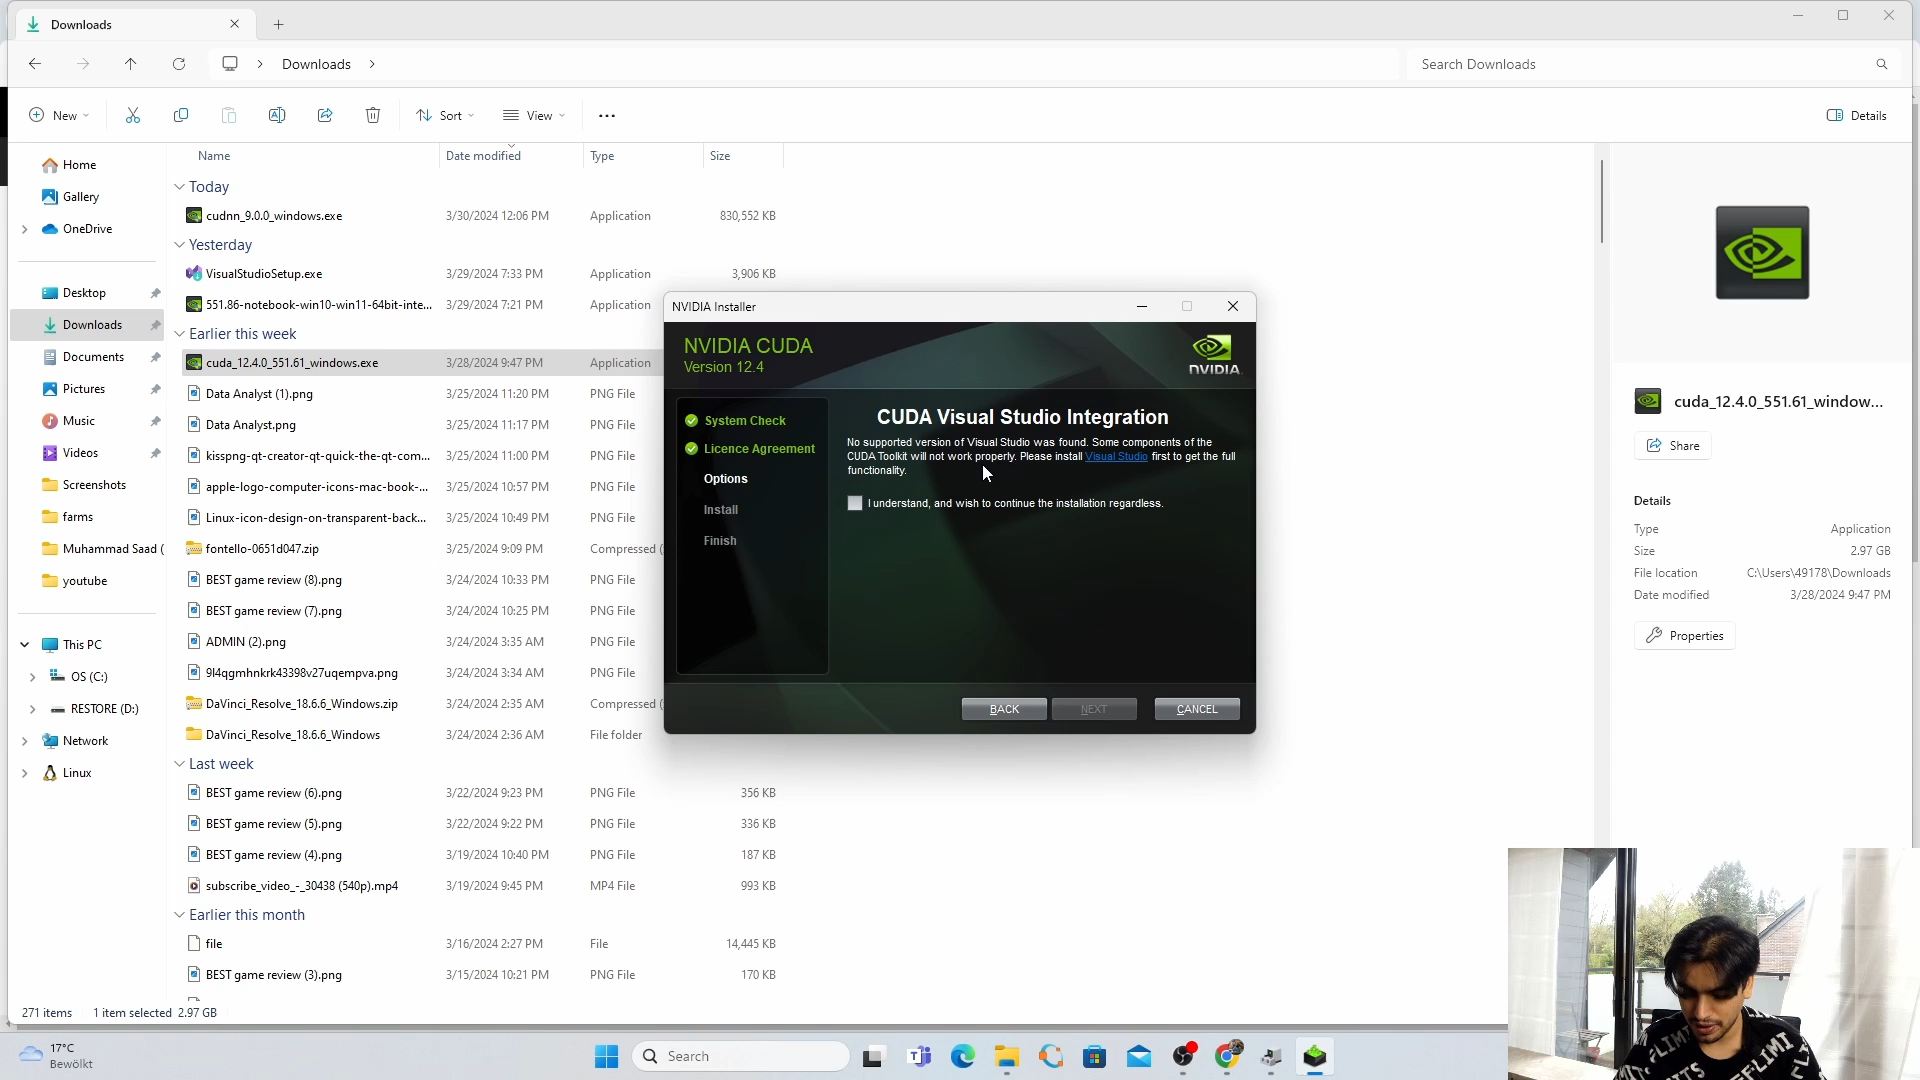 Downloads
Downloads
Search Downloads
New
Sort
View
Details
Home
Gallery
OneDrive
Desktop
Downloads
Documents
Pictures
Music
Videos
Screenshots
farms
Muhammad Saad (
youtube
This PC
OS (C:)
RESTORE (D:)
Network
Linux
Name Date modified Type Size
Today
cudnn_9.0.0_windows.exe 3/30/2024 12:06 PM Application 830,552 KB
Yesterday
VisualStudioSetup.exe 3/29/2024 7:33 PM Application 3,906 KB
551.86-notebook-win10-win11-64bit-inte... 3/29/2024 7:21 PM Application
Earlier this week
cuda_12.4.0_551.61_windows.exe 3/28/2024 9:47 PM Application
Data Analyst (1).png 3/25/2024 11:20 PM PNG File
Data Analyst.png 3/25/2024 11:17 PM PNG File
kisspng-qt-creator-qt-quick-the-qt-com... 3/25/2024 11:00 PM PNG File
apple-logo-computer-icons-mac-book-... 3/25/2024 10:57 PM PNG File
Linux-icon-design-on-transparent-back... 3/25/2024 10:49 PM PNG File
fontello-0651d047.zip 3/25/2024 9:09 PM Compressed (
BEST game review (8).png 3/24/2024 10:33 PM PNG File
BEST game review (7).png 3/24/2024 10:25 PM PNG File
ADMIN (2).png 3/24/2024 3:35 AM PNG File
9l4qgmhnkrk43398v27uqempva.png 3/24/2024 3:34 AM PNG File
DaVinci_Resolve_18.6.6_Windows.zip 3/24/2024 2:35 AM Compressed (
DaVinci_Resolve_18.6.6_Windows 3/24/2024 2:36 AM File folder
Last week
BEST game review (6).png 3/22/2024 9:23 PM PNG File 356 KB
BEST game review (5).png 3/22/2024 9:22 PM PNG File 336 KB
BEST game review (4).png 3/19/2024 10:40 PM PNG File 187 KB
subscribe_video_-_30438 (540p).mp4 3/19/2024 9:45 PM MP4 File 993 KB
Earlier this month
file 3/16/2024 2:27 PM File 14,445 KB
BEST game review (3).png 3/15/2024 10:21 PM PNG File 170 KB
271 items 1 item selected 2.97 GB
NVIDIA Installer
NVIDIA CUDA
Version 12.4
NVIDIA.
System Check
Licence Agreement
Options
Install
Finish
CUDA Visual Studio Integration
No supported version of Visual Studio was found. Some components of the
CUDA Toolkit will not work properly. Please install Visual Studio first to get the full
functionality.
I understand, and wish to continue the installation regardless.
BACK
NEXT
CANCEL
cuda_12.4.0_551.61_window...
Share
Details
Type Application
Size 2.97 GB
File location C:\Users\49178\Downloads
Date modified 3/28/2024 9:47 PM
Properties
17°C
Bewölkt
Search